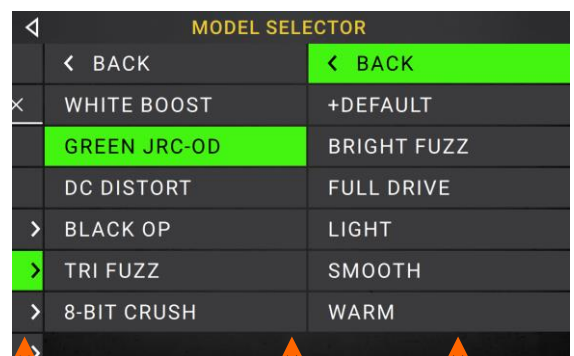 MODEL SELECTOR
< BACK
WHITE BOOST
GREEN JRC-OD
DC DISTORT
BLACK OP
TRI FUZZ
8-BIT CRUSH
< BACK
+DEFAULT
BRIGHT FUZZ
FULL DRIVE
LIGHT
SMOOTH
WARM